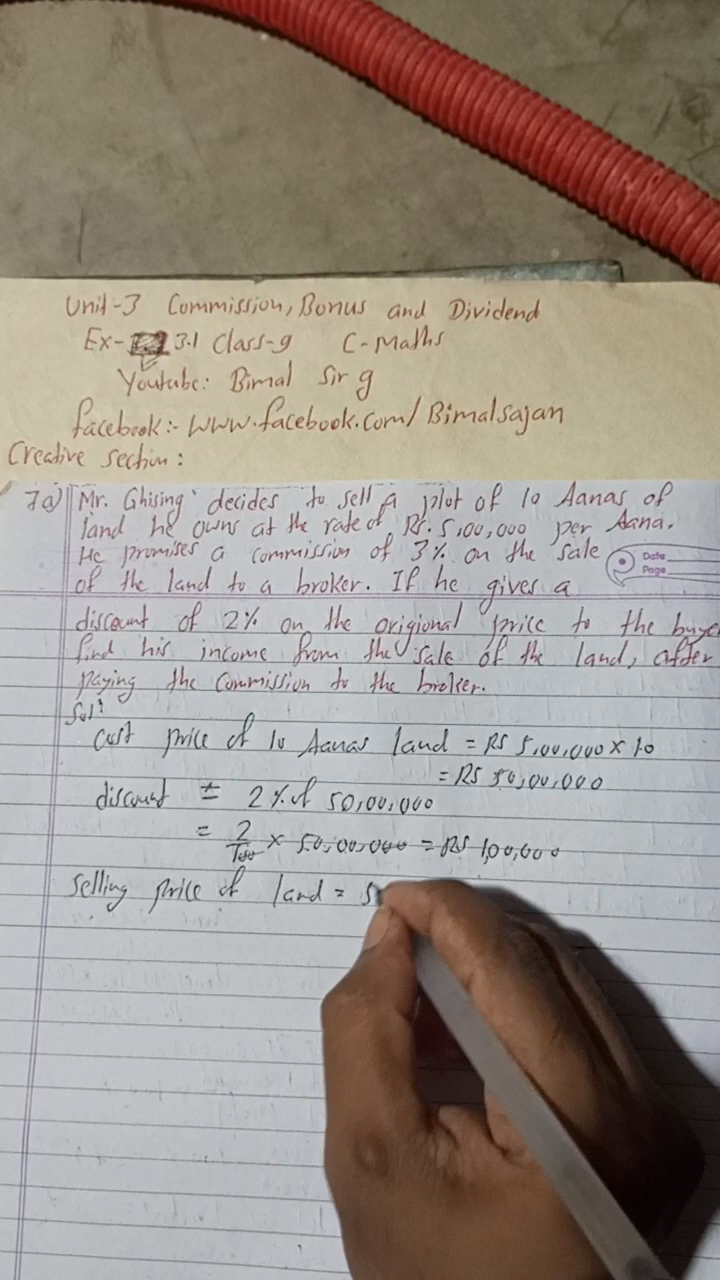 Unit-3 Commission, Bonus and Dividend
Ex- 3.1 Class-9 C-Maths
Youtube: Bimal Sir g
facebook:- www.facebook.com/Bimalsajan
Creative section:
7a) Mr. Ghising decides to sell a plot of 10 Aanas of
land he owns at the rate of Rs. 5,00,000 per Aana.
He promises a commission of 3% on the sale
Date
Page
of the land to a broker. If he gives a
discount of 2% on the origional price to the buyer
find his income from the sale of the land, after
paying the commission to the broker.
Sol?
Cost price of 10 Aanas land = RS 5,00,000 × 10
= RS 50,00,000
discount = 2% of 50,00,000
= 2/100 × 50,00,000 = RS 1,00,000
Selling price of land = 5